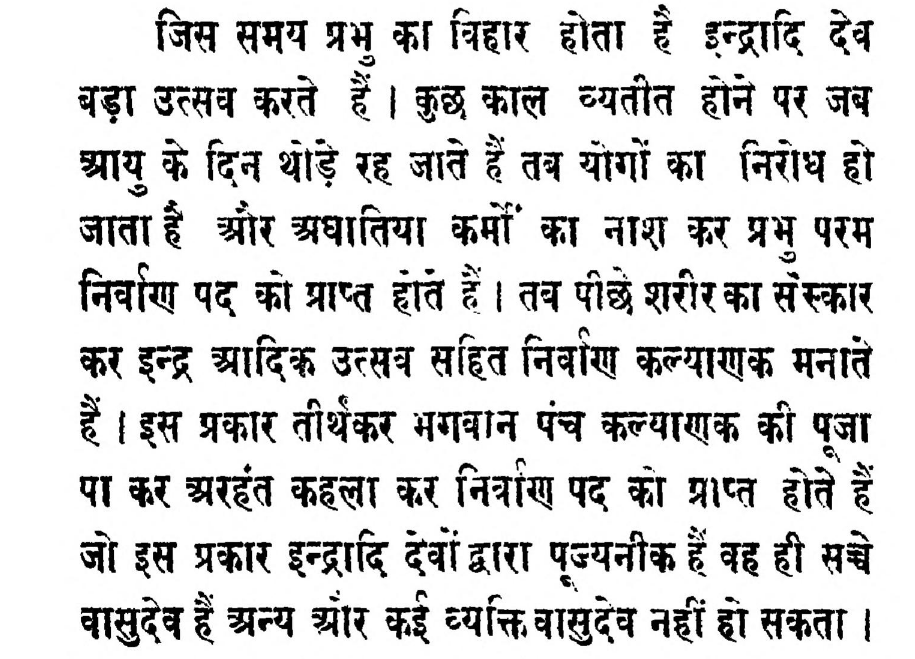 जिस समय प्रभु का विहार होता है इन्द्रादि देव
बड़ा उत्सव करते हैं । कुछ काल व्यतीत होने पर जब
आयु के दिन थोड़े रह जाते हैं तब योगों का निरोध हो
जाता है और अघातिया कर्मों का नाश कर प्रभु परम
निर्वाण पद को प्राप्त होते हैं । तब पीछे शरीर का संस्कार
कर इन्द्र आदिक उत्सव सहित निर्वाण कल्याणक मनाते
हैं । इस प्रकार तीर्थंकर भगवान पंच कल्याणक की पूजा
पा कर अरहंत कहला कर निर्वाण पद को प्राप्त होते हैं
जो इस प्रकार इन्द्रादि देवों द्वारा पूज्यनीक हैं वह ही सच्चे
वासुदेव हैं अन्य और कई व्यक्ति वासुदेव नहीं हो सकता ।